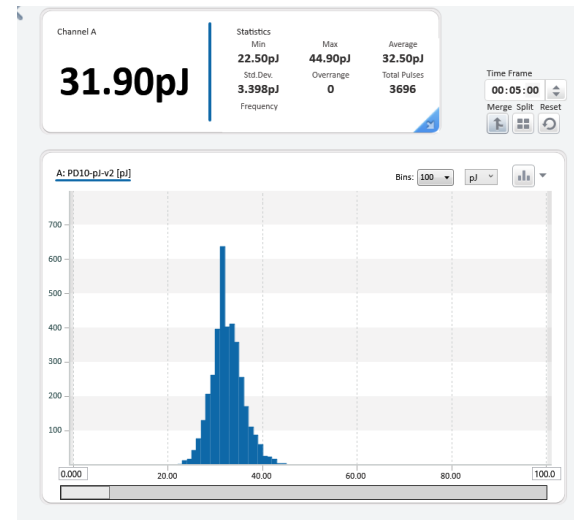 Channel A
31.90pJ
Statistics
Min Max Average
22.50pJ 44.90pJ 32.50pJ
Std.Dev. Overrange Total Pulses
3.398pJ 0 3696
Frequency
Time Frame
00:05:00
Merge Split Reset
A: PD10-pJ-v2 [pJ]
Bins: 100 pJ
700
600
500
400
300
200
100
0.000 20.00 40.00 60.00 80.00 100.0